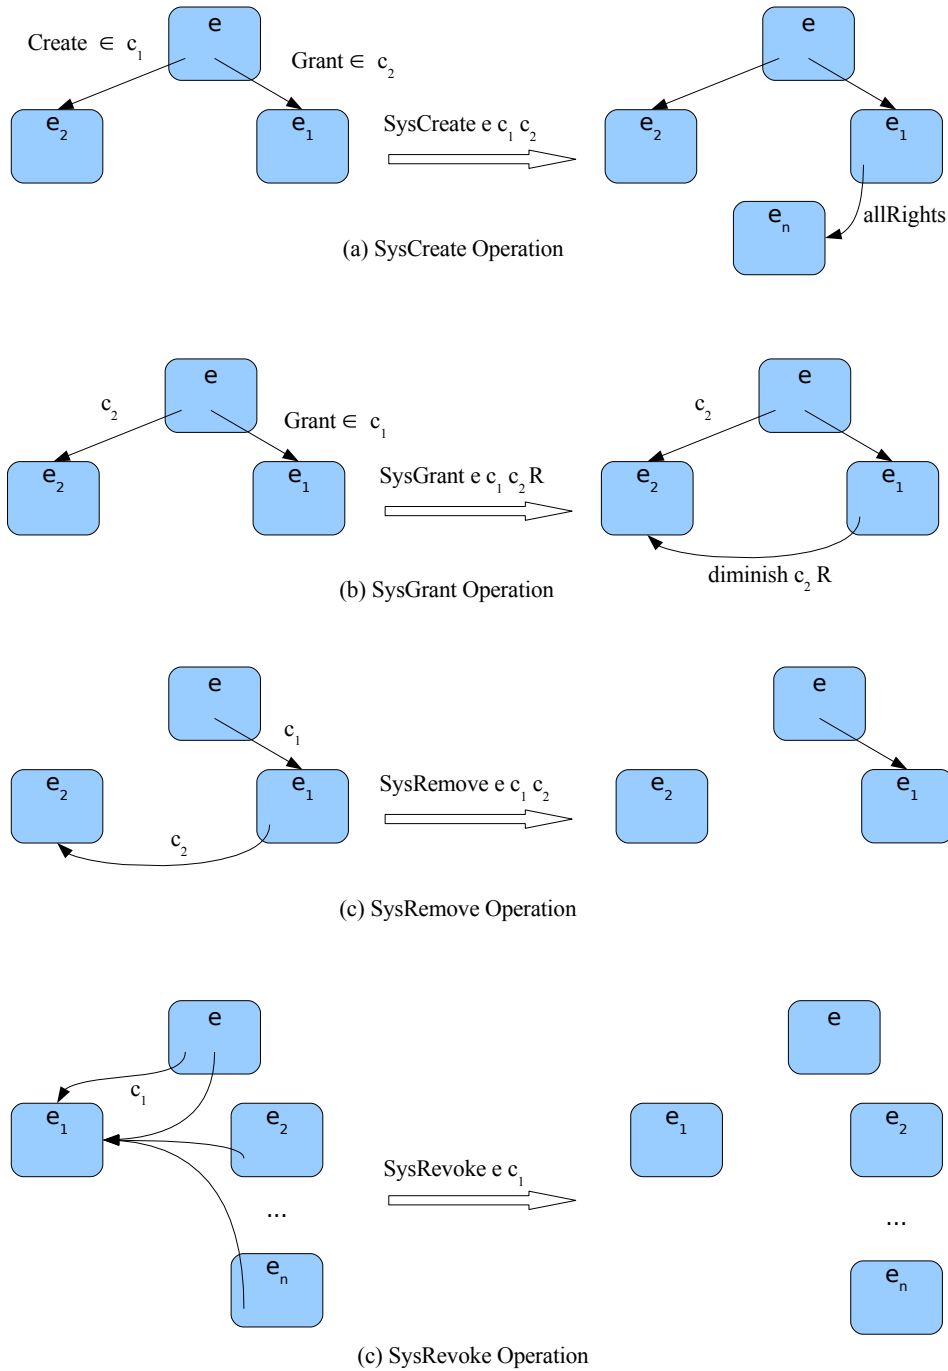 e
e
Create ∈ c₁
Grant ∈ c₂
e₂
e₁
SysCreate e c₁ c₂
e₂
e₁
eₙ
allRights
(a) SysCreate Operation
e
e
c₂
Grant ∈ c₁
c₂
e₂
e₁
SysGrant e c₁ c₂ R
e₂
e₁
diminish c₂ R
(b) SysGrant Operation
e
e
c₁
e₂
e₁
SysRemove e c₁ c₂
e₂
e₁
c₂
(c) SysRemove Operation
e
e
c₁
e₁
e₂
e₁
e₂
SysRevoke e c₁
...
...
eₙ
eₙ
(c) SysRevoke Operation